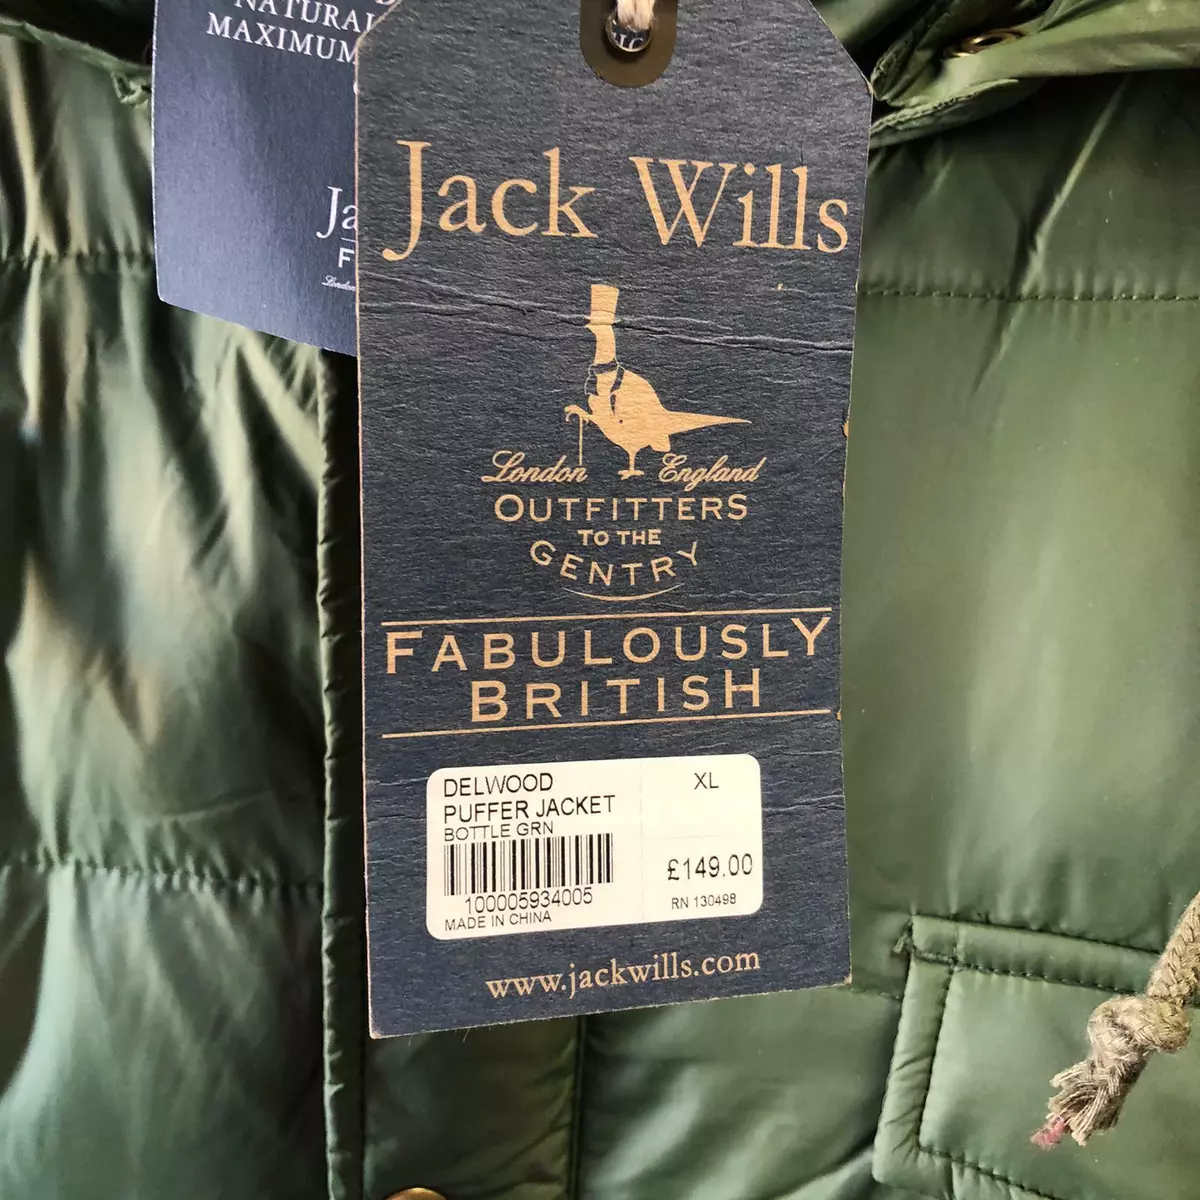 NATURAL
MAXIMUM
Jack Wills
London England
OUTFITTERS
TO THE
GENTRY
FABULOUSLY
BRITISH
DELWOOD
PUFFER JACKET
BOTTLE GRN
100005934005
MADE IN CHINA
XL
£149.00
RN 130498
www.jackwills.com